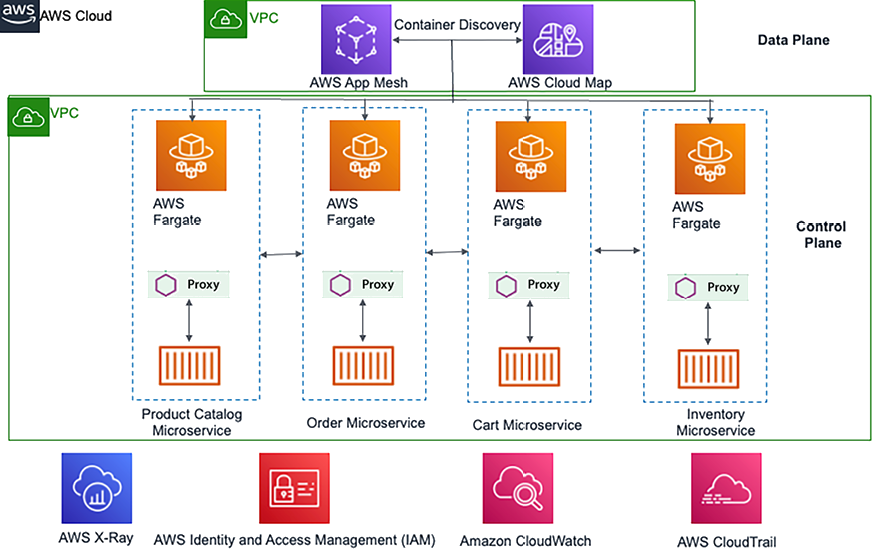 aws
AWS Cloud
VPC
Container Discovery
Data Plane
AWS App Mesh
AWS Cloud Map
VPC
AWS
Fargate
AWS
Fargate
AWS
Fargate
AWS
Fargate
Control
Plane
Proxy
Proxy
Proxy
Proxy
Product Catalog
Microservice
Order Microservice
Cart Microservice
Inventory
Microservice
AWS X-Ray
AWS Identity and Access Management (IAM)
Amazon CloudWatch
AWS CloudTrail